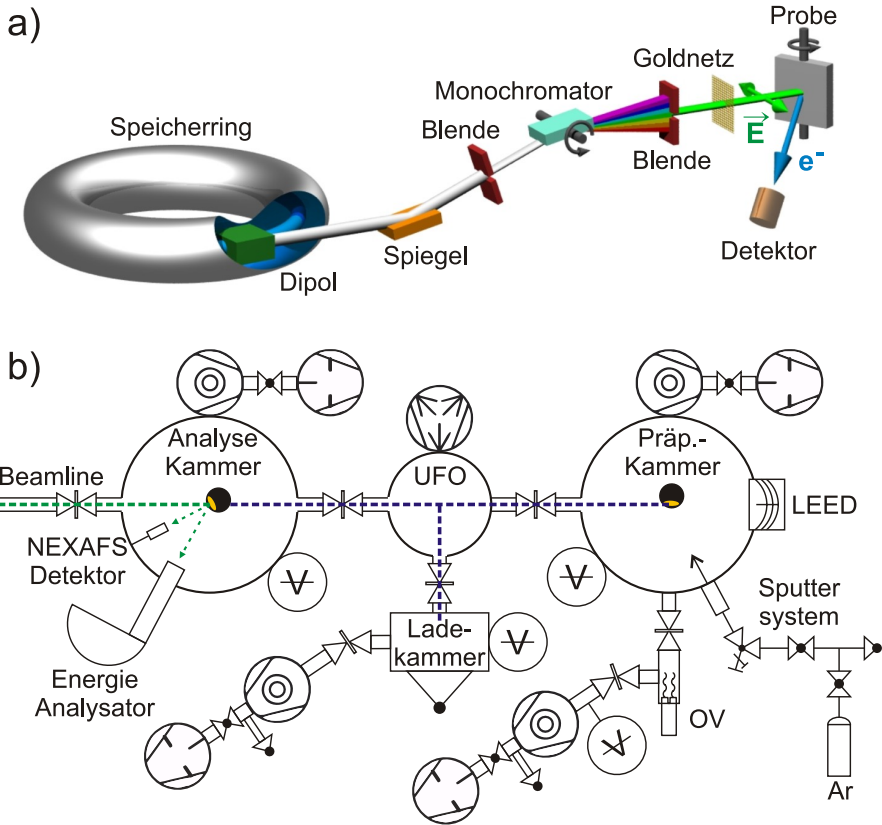 a)
Speicherring
Dipol
Spiegel
Blende
Monochromator
Blende
Goldnetz
E
Probe
e-
Detektor
b)
Beamline
Analyse
Kammer
NEXAFS
Detektor
Energie
Analysator
UFO
Lade-
kammer
V
V
V
V
Präp.-
Kammer
LEED
Sputter
system
OV
Ar